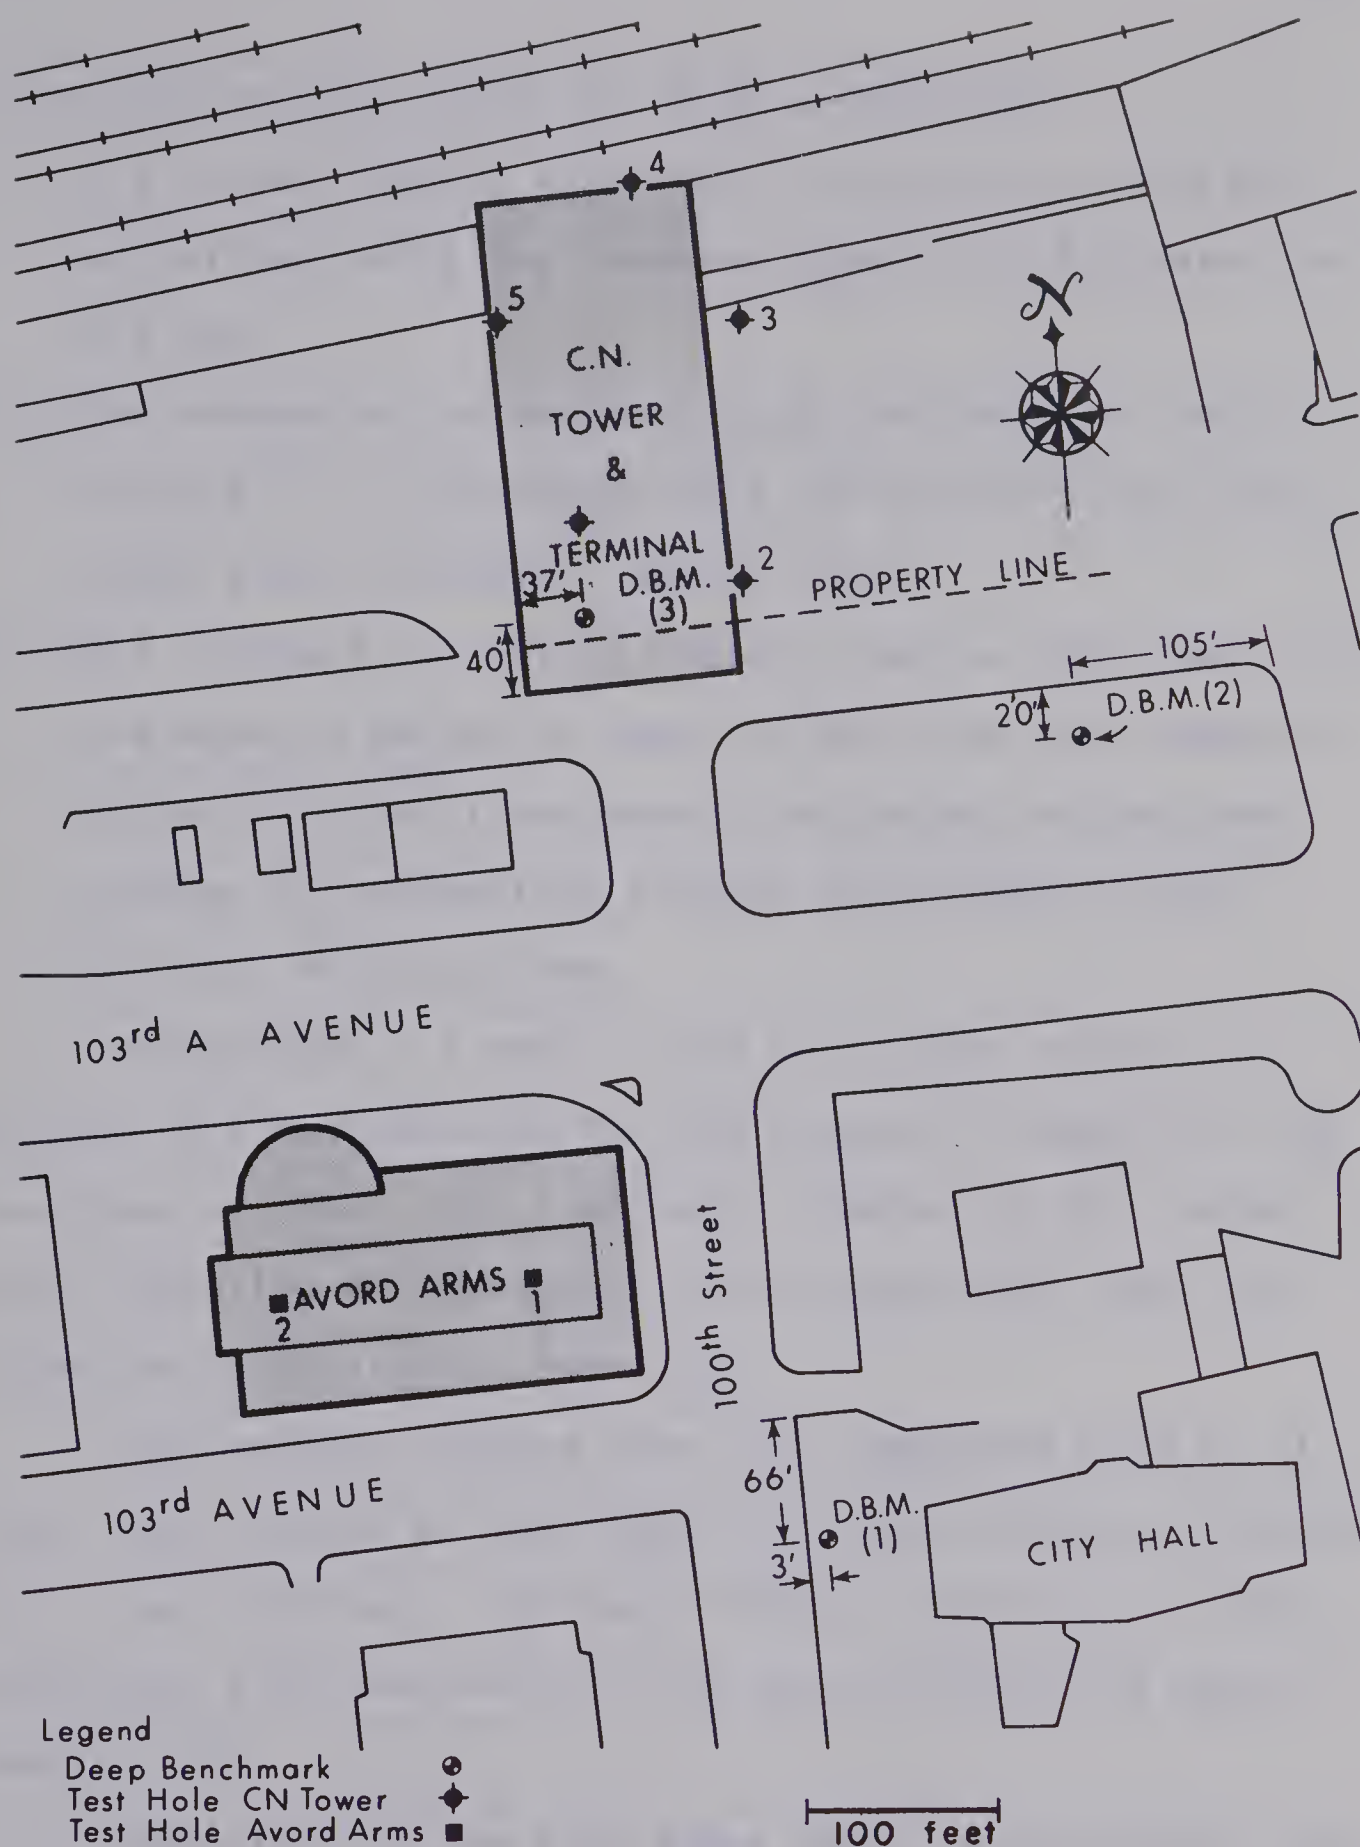 4
5
3
N
C.N.
TOWER
&
TERMINAL
2
37'
D.B.M.
(3)
PROPERTY LINE
40'
105'
20'
D.B.M.(2)
103rd A AVENUE
100th Street
AVORD ARMS
1
2
66'
D.B.M.
(1)
3'
CITY HALL
103rd AVENUE
Legend
Deep Benchmark
Test Hole CN Tower
Test Hole Avord Arms
100 feet